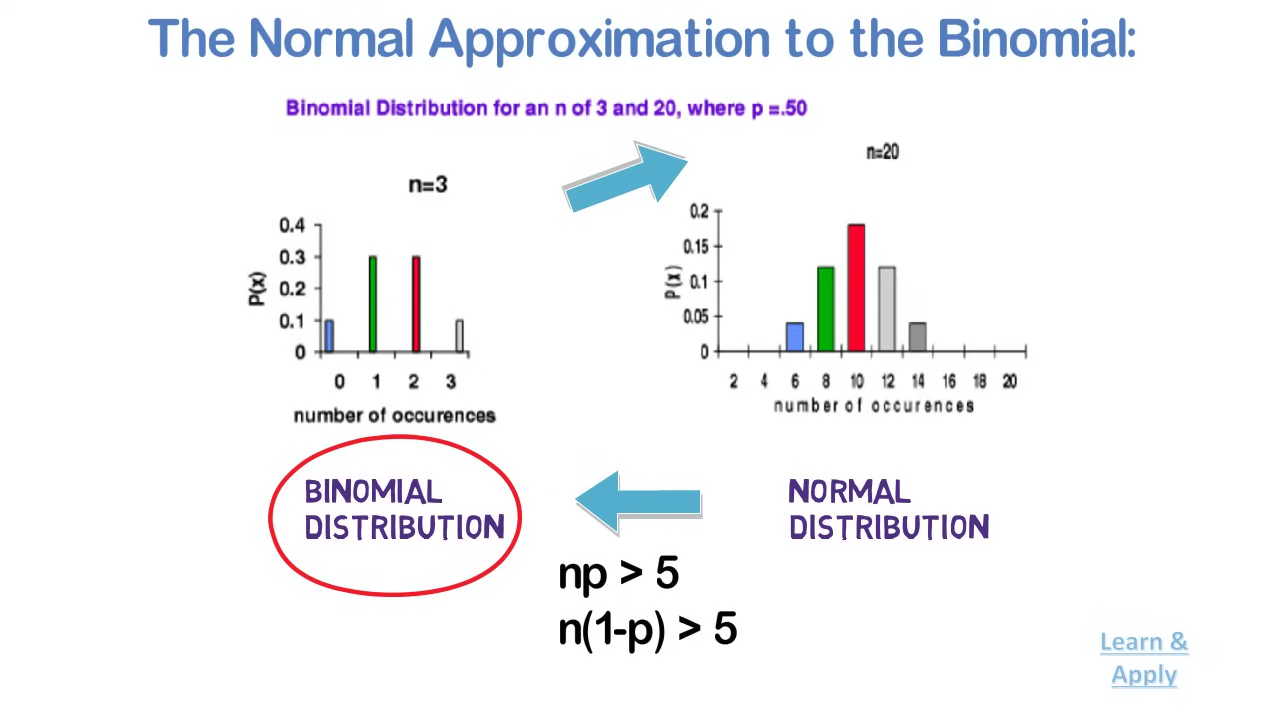 The Normal Approximation to the Binomial:
Binomial Distribution for an n of 3 and 20, where p =.50
n=3
0.4
0.3
0.2
0.1
0
P(x)
0 1 2 3
number of occurences
n=20
0.2
0.15
0.1
0.05
0
P(x)
2 4 6 8 10 12 14 16 18 20
number of occurences
BINOMIAL
DISTRIBUTION
NORMAL
DISTRIBUTION
np > 5
n(1-p) > 5
Learn &
Apply